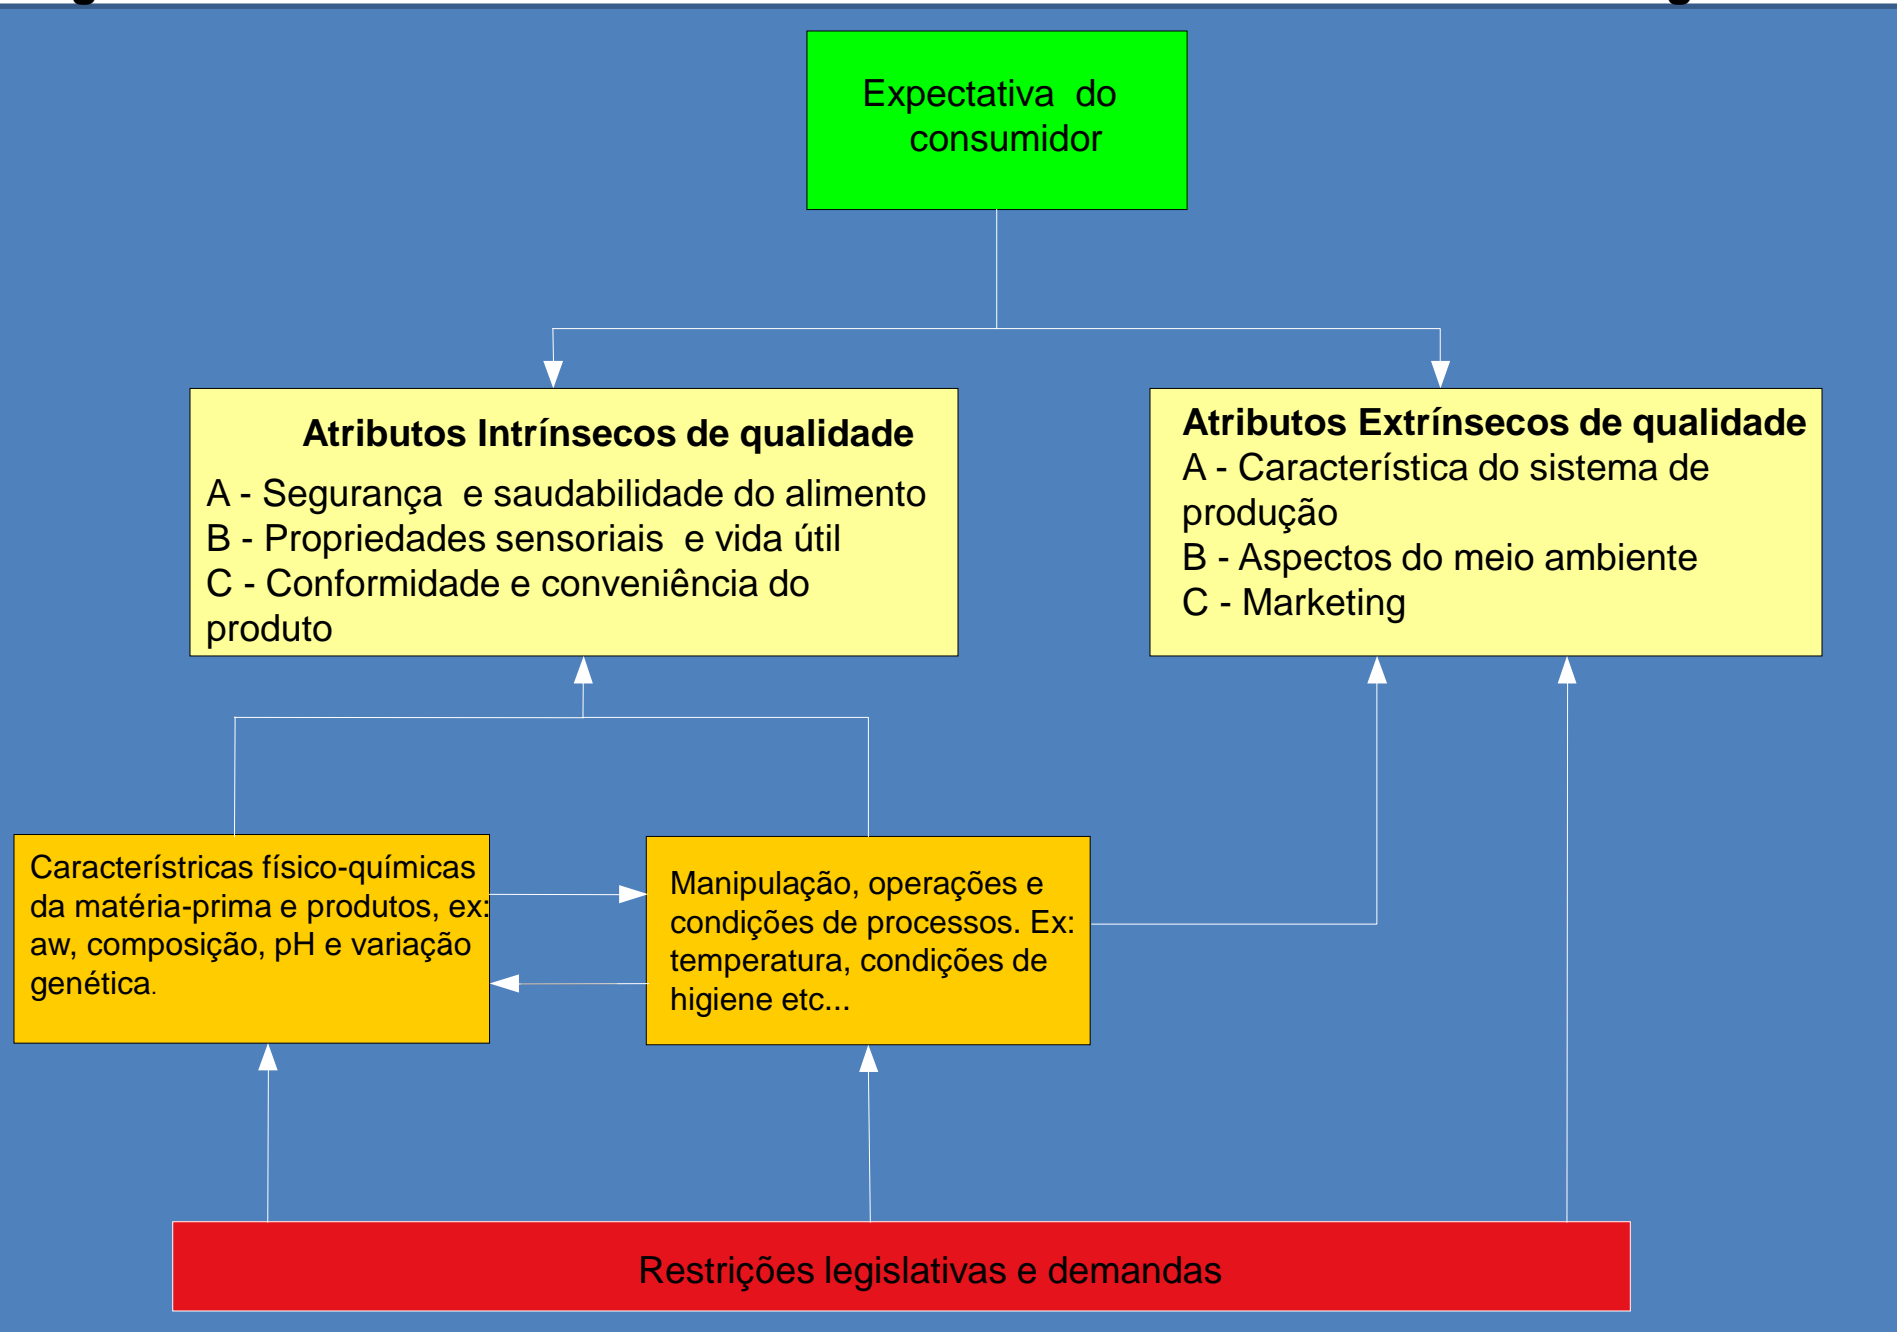 Expectativa do
consumidor
Atributos Intrínsecos de qualidade
A - Segurança e saudabilidade do alimento
B - Propriedades sensoriais e vida útil
C - Conformidade e conveniência do
produto
Atributos Extrínsecos de qualidade
A - Característica do sistema de
produção
B - Aspectos do meio ambiente
C - Marketing
Característricas físico-químicas
da matéria-prima e produtos, ex:
aw, composição, pH e variação
genética.
Manipulação, operações e
condições de processos. Ex:
temperatura, condições de
higiene etc...
Restrições legislativas e demandas